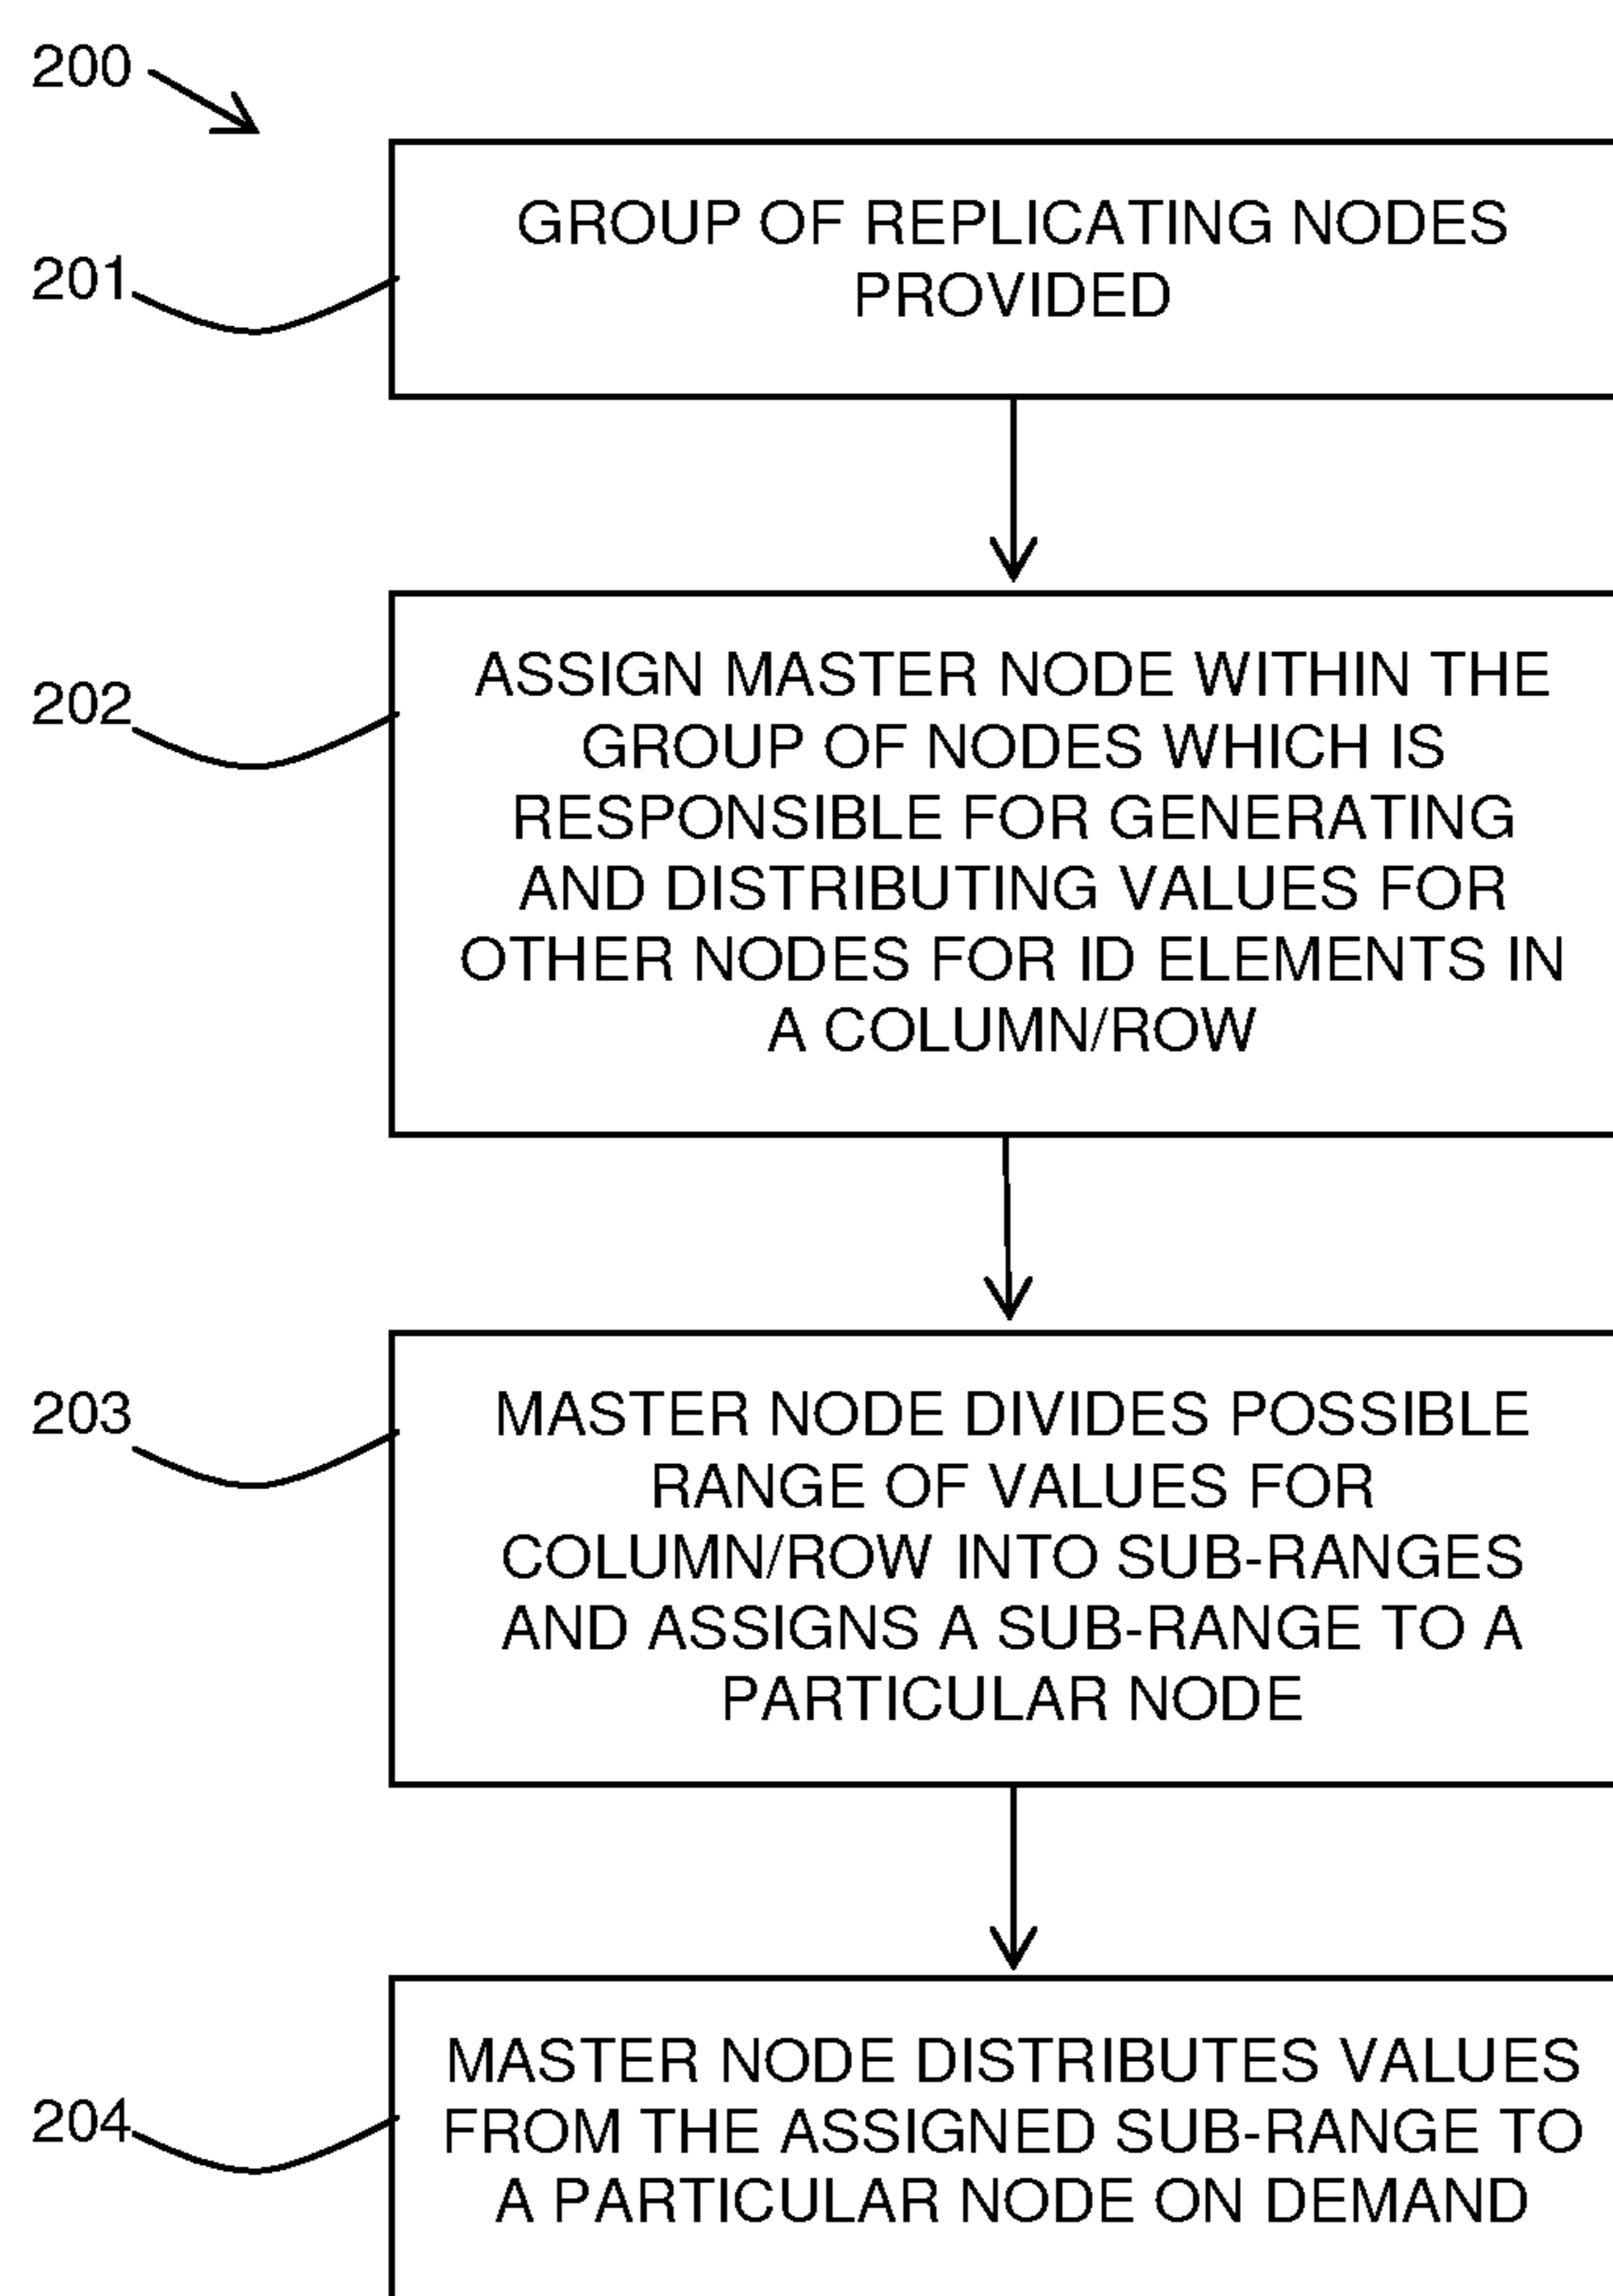 200
201
GROUP OF REPLICATING NODES
PROVIDED
202
ASSIGN MASTER NODE WITHIN THE
GROUP OF NODES WHICH IS
RESPONSIBLE FOR GENERATING
AND DISTRIBUTING VALUES FOR
OTHER NODES FOR ID ELEMENTS IN
A COLUMN/ROW
203
MASTER NODE DIVIDES POSSIBLE
RANGE OF VALUES FOR
COLUMN/ROW INTO SUB-RANGES
AND ASSIGNS A SUB-RANGE TO A
PARTICULAR NODE
204
MASTER NODE DISTRIBUTES VALUES
FROM THE ASSIGNED SUB-RANGE TO
A PARTICULAR NODE ON DEMAND